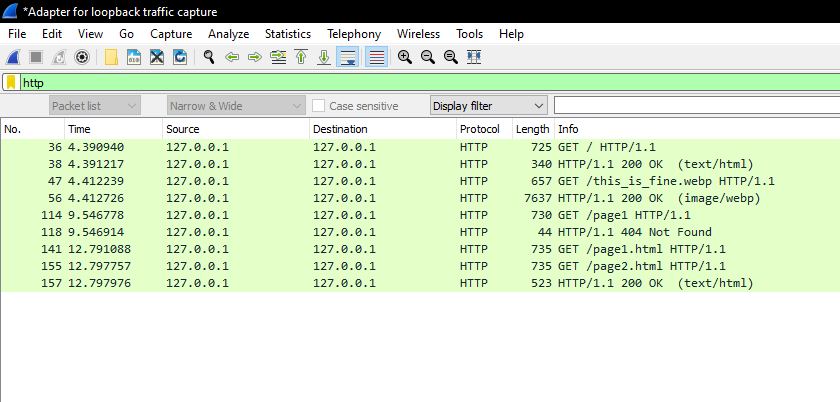 *Adapter for loopback traffic capture
File Edit View Go Capture Analyze Statistics Telephony Wireless Tools Help
http
Packet list Narrow & Wide Case sensitive Display filter
No. Time Source Destination Protocol Length Info
36 4.390940 127.0.0.1 127.0.0.1 HTTP 725 GET / HTTP/1.1
38 4.391217 127.0.0.1 127.0.0.1 HTTP 340 HTTP/1.1 200 OK (text/html)
47 4.412239 127.0.0.1 127.0.0.1 HTTP 657 GET /this_is_fine.webp HTTP/1.1
56 4.412726 127.0.0.1 127.0.0.1 HTTP 7637 HTTP/1.1 200 OK (image/webp)
114 9.546778 127.0.0.1 127.0.0.1 HTTP 730 GET /page1 HTTP/1.1
118 9.546914 127.0.0.1 127.0.0.1 HTTP 44 HTTP/1.1 404 Not Found
141 12.791088 127.0.0.1 127.0.0.1 HTTP 735 GET /page1.html HTTP/1.1
155 12.797757 127.0.0.1 127.0.0.1 HTTP 735 GET /page2.html HTTP/1.1
157 12.797976 127.0.0.1 127.0.0.1 HTTP 523 HTTP/1.1 200 OK (text/html)